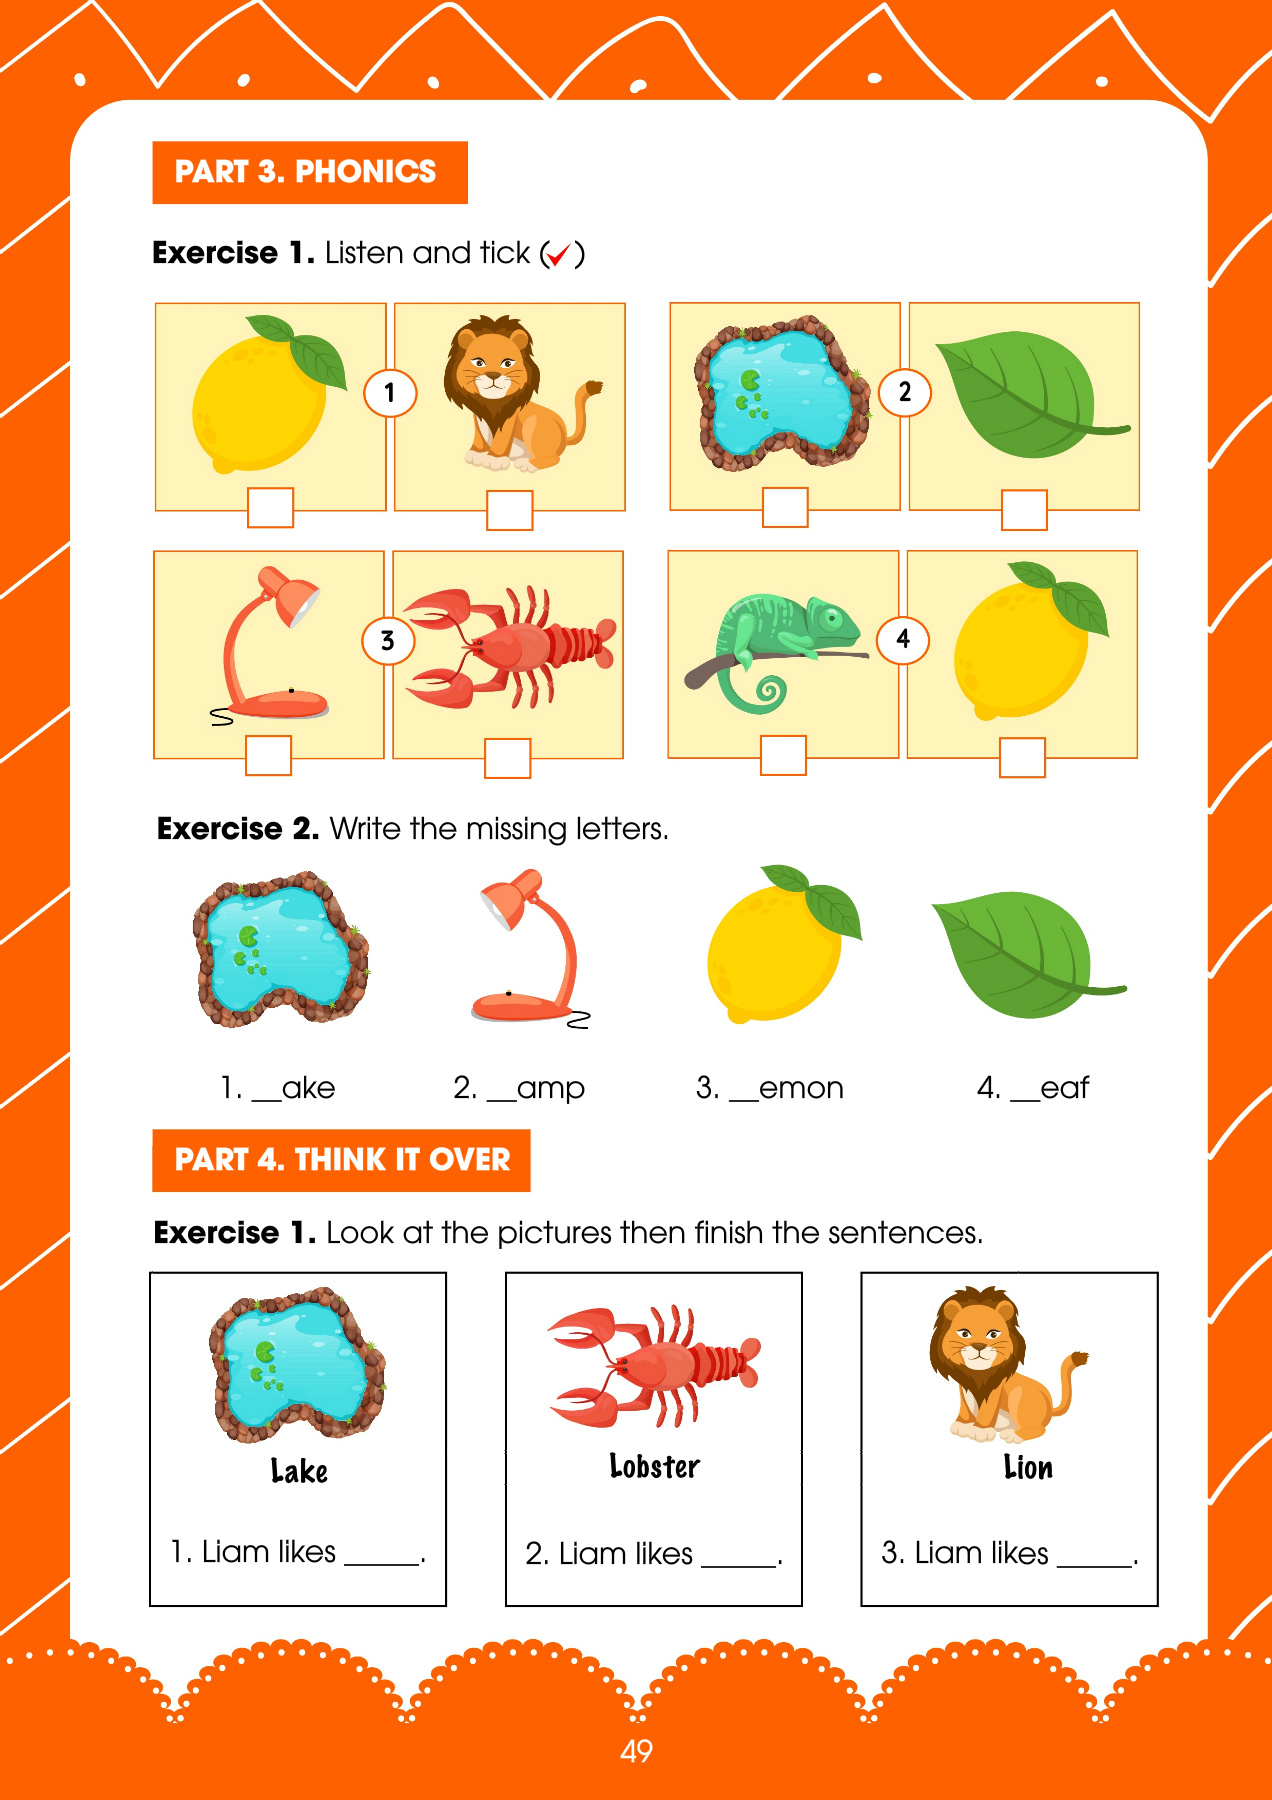 PART 3. PHONICS
Exercise 1. Listen and tick (✓)
1
2
3
4
Exercise 2. Write the missing letters.
1. __ake
2. __amp
3. __emon
4. __eaf
PART 4. THINK IT OVER
Exercise 1. Look at the pictures then finish the sentences.
Lake
1. Liam likes _____.
Lobster
2. Liam likes _____.
Lion
3. Liam likes _____.
49